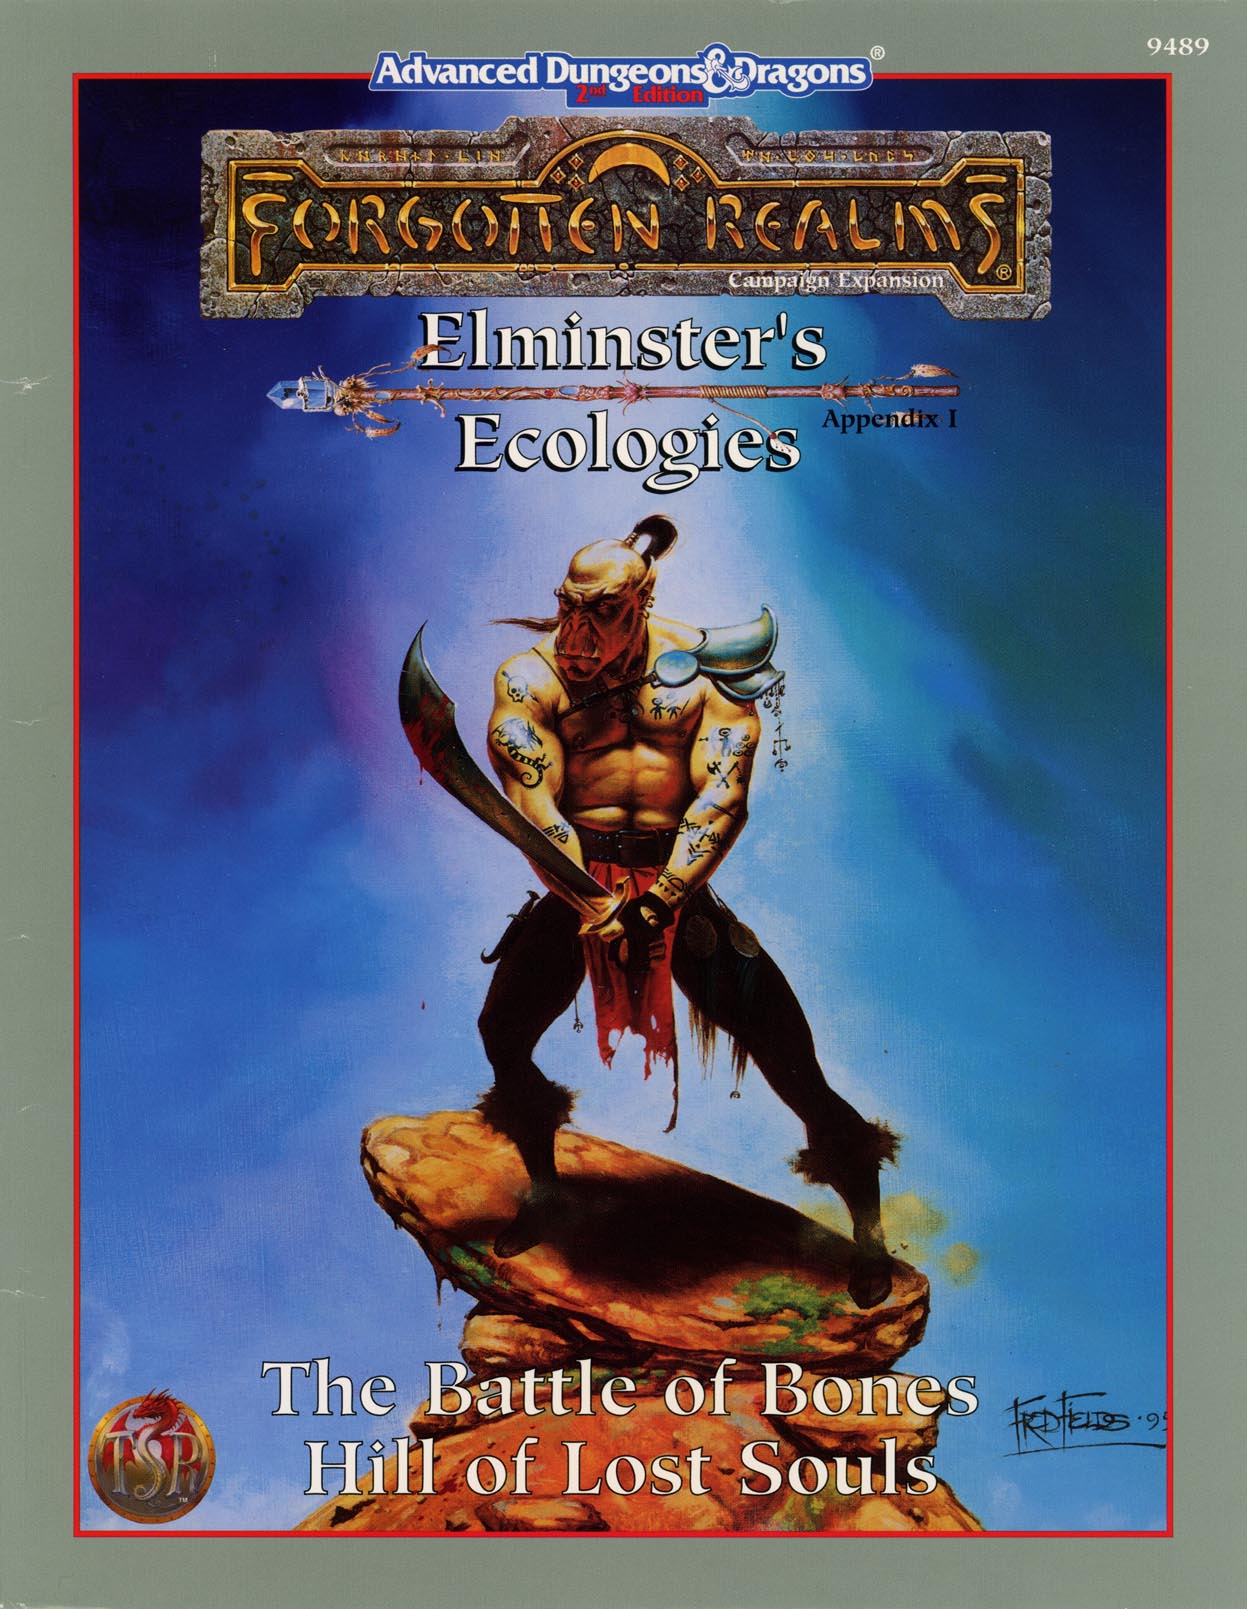 9489
Advanced Dungeons & Dragons®
2nd Edition
FORGOTTEN REALMS®
Campaign Expansion
Elminster's
Ecologies
Appendix I
The Battle of Bones
Hill of Lost Souls
FRED FIELDS · 95
TSR™